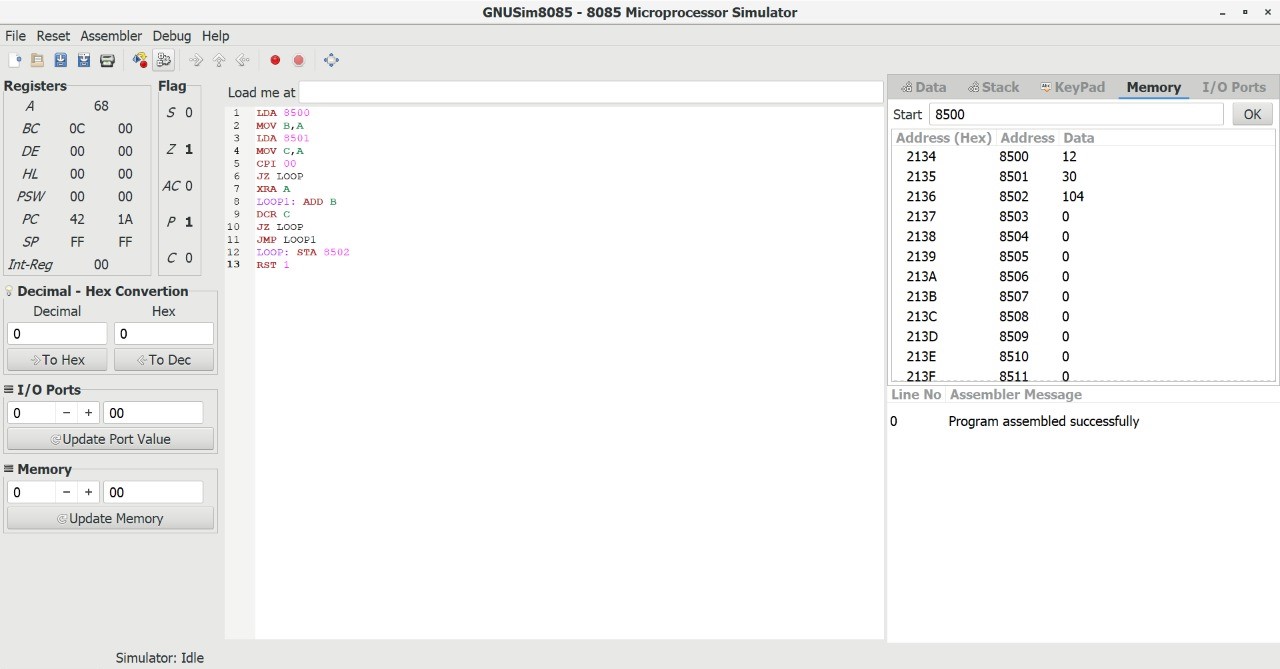 GNUSim8085 - 8085 Microprocessor Simulator
File Reset Assembler Debug Help
Registers
A 68
BC 0C 00
DE 00 00
HL 00 00
PSW 00 00
PC 42 1A
SP FF FF
Int-Reg 00
Flag
S 0
Z 1
AC 0
P 1
C 0
Decimal - Hex Convertion
Decimal Hex
0 0
To Hex To Dec
I/O Ports
0 − + 00
Update Port Value
Memory
0 − + 00
Update Memory
Load me at
1 LDA 8500
2 MOV B,A
3 LDA 8501
4 MOV C,A
5 CPI 00
6 JZ LOOP
7 XRA A
8 LOOP1: ADD B
9 DCR C
10 JZ LOOP
11 JMP LOOP1
12 LOOP: STA 8502
13 RST 1
Data Stack KeyPad Memory I/O Ports
Start 8500 OK
Address (Hex) Address Data
2134 8500 12
2135 8501 30
2136 8502 104
2137 8503 0
2138 8504 0
2139 8505 0
213A 8506 0
213B 8507 0
213C 8508 0
213D 8509 0
213E 8510 0
213F 8511 0
Line No Assembler Message
0 Program assembled successfully
Simulator: Idle